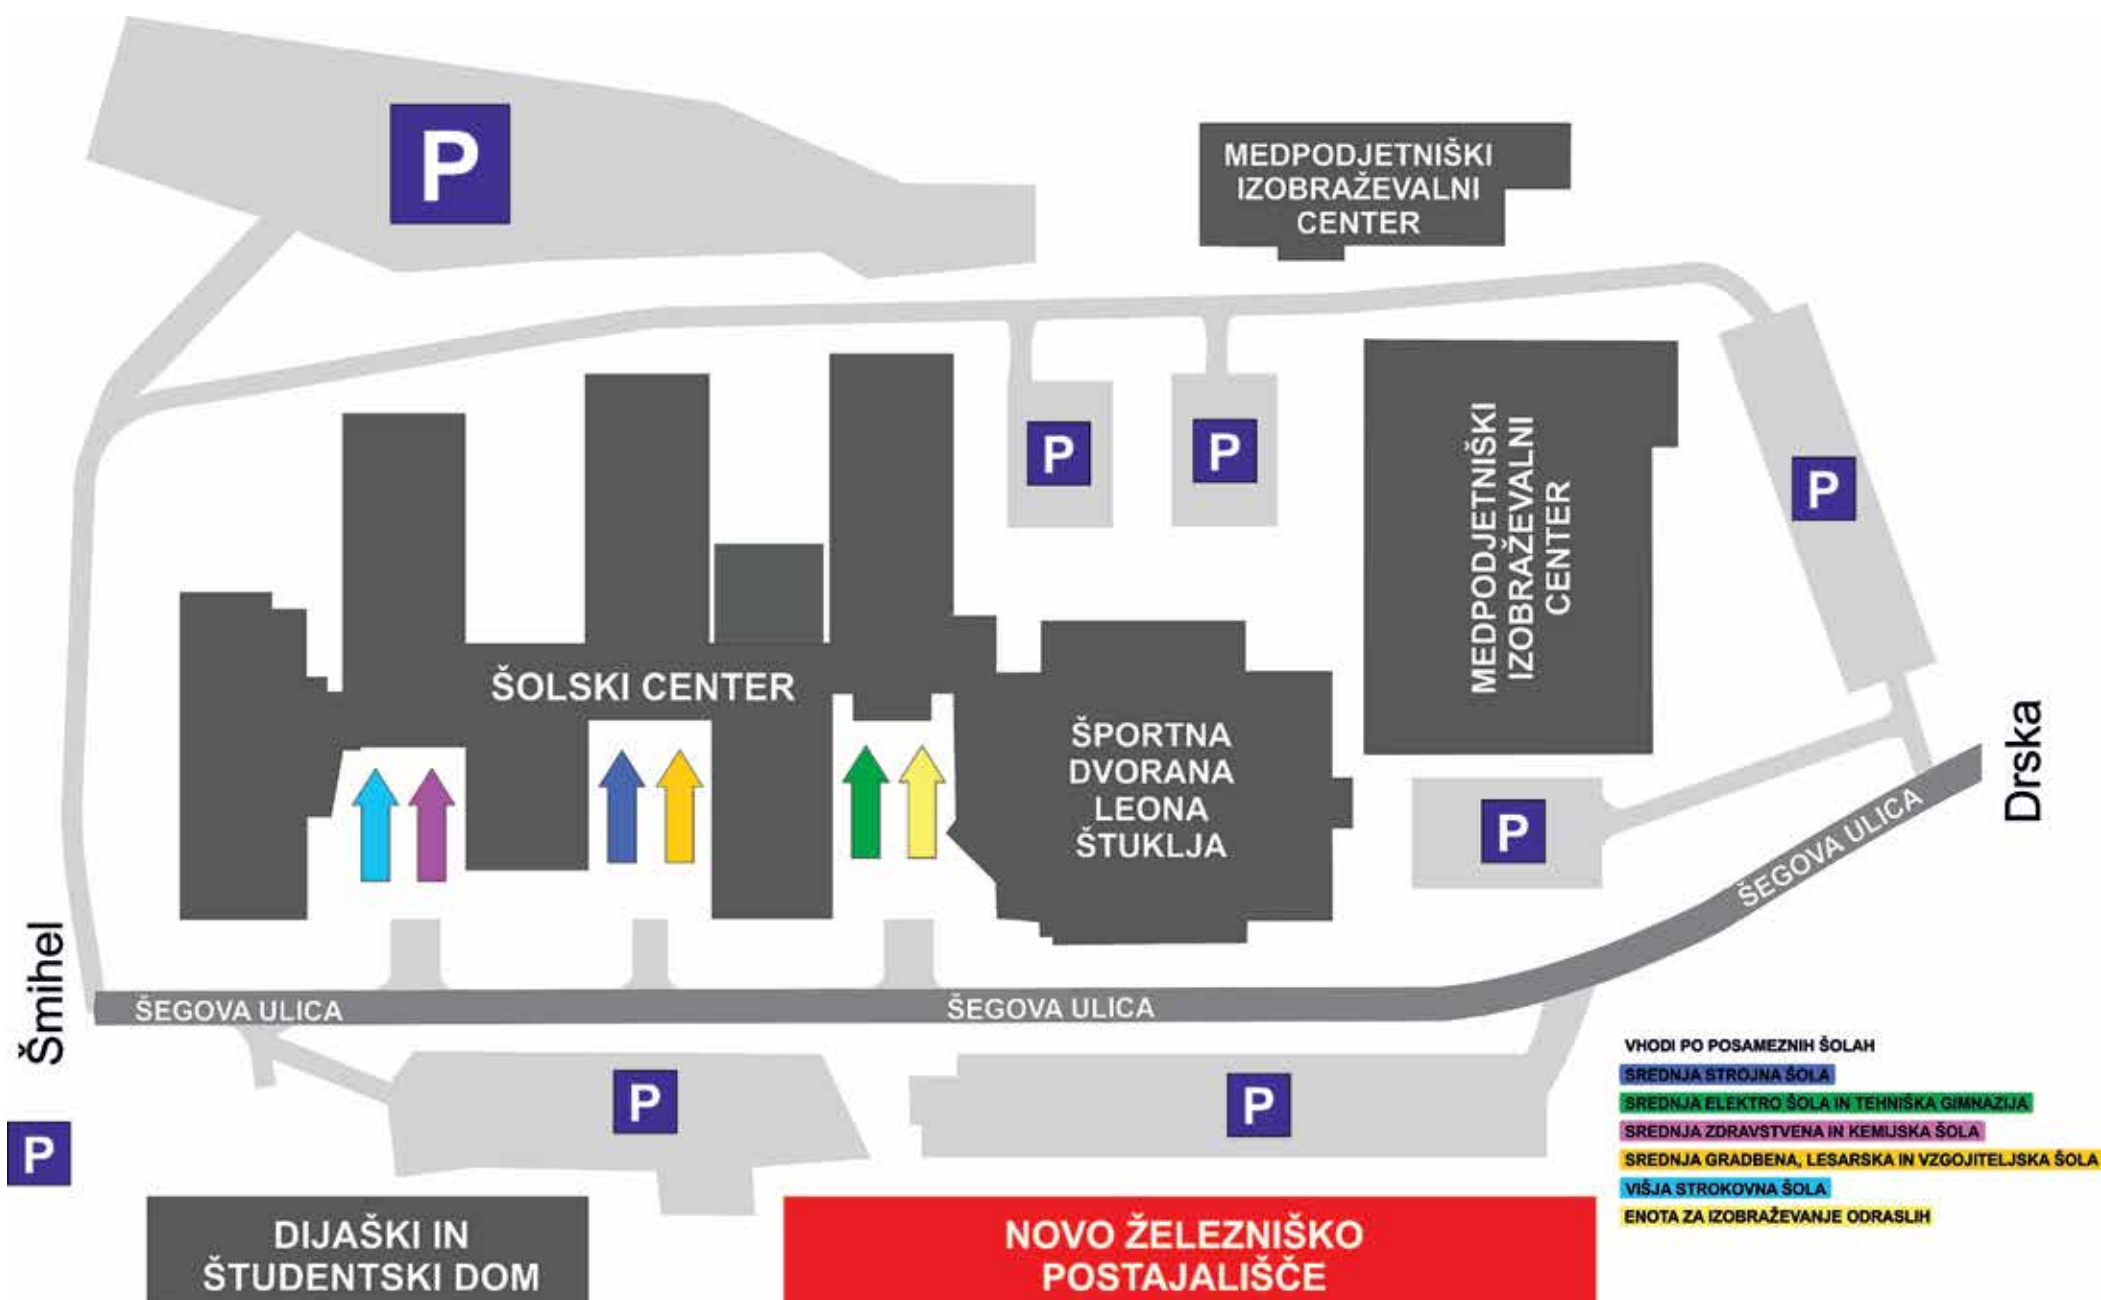 P
MEDPODJETNIŠKI
IZOBRAŽEVALNI
CENTER
P
P
MEDPODJETNIŠKI
IZOBRAŽEVALNI
CENTER
P
ŠOLSKI CENTER
ŠPORTNA
DVORANA
LEONA
ŠTUKLJA
P
Drska
ŠEGOVA ULICA
Šmihel
ŠEGOVA ULICA
ŠEGOVA ULICA
P
P
P
DIJAŠKI IN
ŠTUDENTSKI DOM
NOVO ŽELEZNIŠKO
POSTAJALIŠČE
VHODI PO POSAMEZNIH ŠOLAH
SREDNJA STROJNA ŠOLA
SREDNJA ELEKTRO ŠOLA IN TEHNIŠKA GIMNAZIJA
SREDNJA ZDRAVSTVENA IN KEMIJSKA ŠOLA
SREDNJA GRADBENA, LESARSKA IN VZGOJITELJSKA ŠOLA
VIŠJA STROKOVNA ŠOLA
ENOTA ZA IZOBRAŽEVANJE ODRASLIH